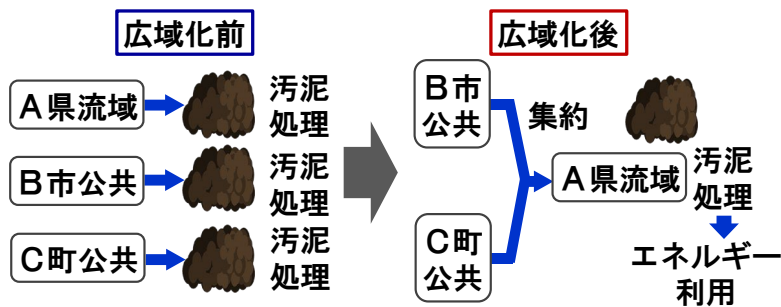 広域化前
A県流域
汚泥
処理
B市公共
汚泥
処理
C町公共
汚泥
処理
広域化後
B市
公共
集約
A県流域
汚泥
処理
C町
公共
エネルギー
利用